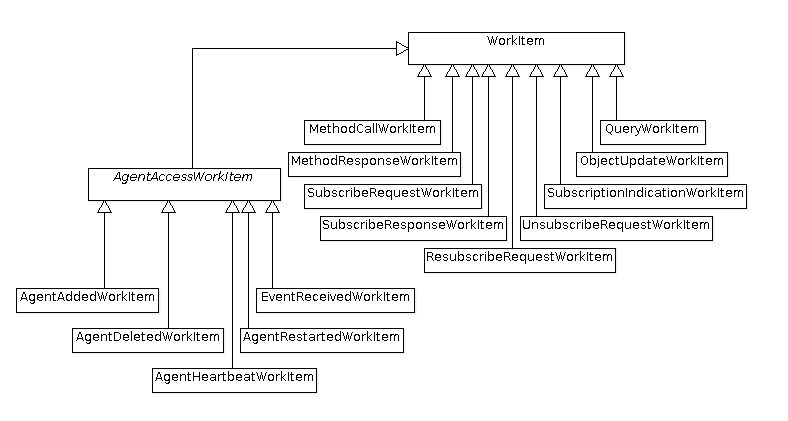 WorkItem
MethodCallWorkItem
QueryWorkItem
MethodResponseWorkItem
ObjectUpdateWorkItem
AgentAccessWorkItem
SubscribeRequestWorkItem
SubscriptionIndicationWorkItem
SubscribeResponseWorkItem
UnsubscribeRequestWorkItem
ResubscribeRequestWorkItem
AgentAddedWorkItem
EventReceivedWorkItem
AgentDeletedWorkItem
AgentRestartedWorkItem
AgentHeartbeatWorkItem